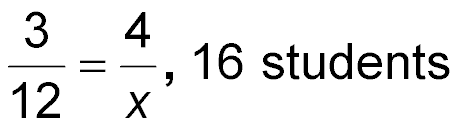 3/12 = 4/x, 16 students